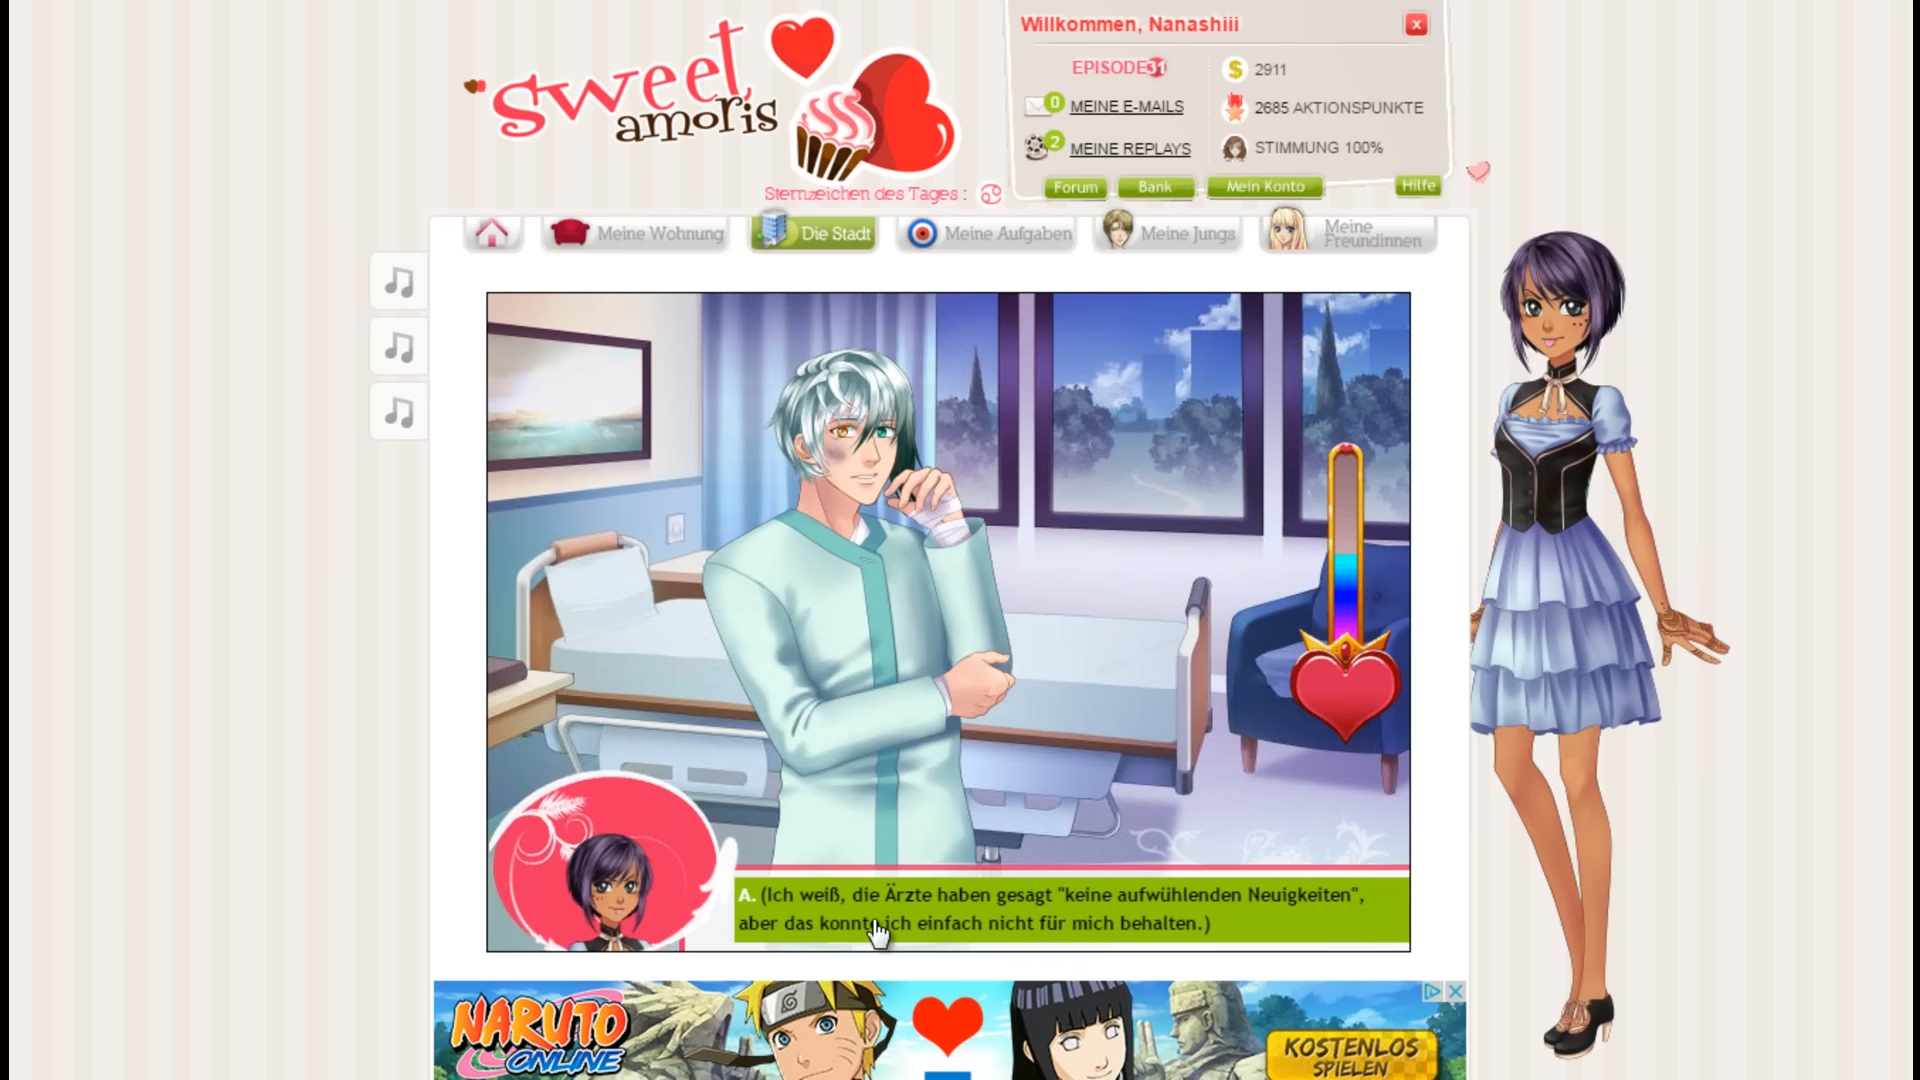 sweet
amoris
Willkommen, Nanashiii
x
EPISODE 31
$ 2911
0 MEINE E-MAILS
2685 AKTIONSPUNKTE
2 MEINE REPLAYS
STIMMUNG 100%
Sternzeichen des Tages :
Forum
Bank
Mein Konto
Hilfe
Meine Wohnung
Die Stadt
Meine Aufgaben
Meine Jungs
Meine
Freundinnen
A. (Ich weiß, die Ärzte haben gesagt "keine aufwühlenden Neuigkeiten",
aber das konnte ich einfach nicht für mich behalten.)
NARUTO
ONLINE
KOSTENLOS
SPIELEN